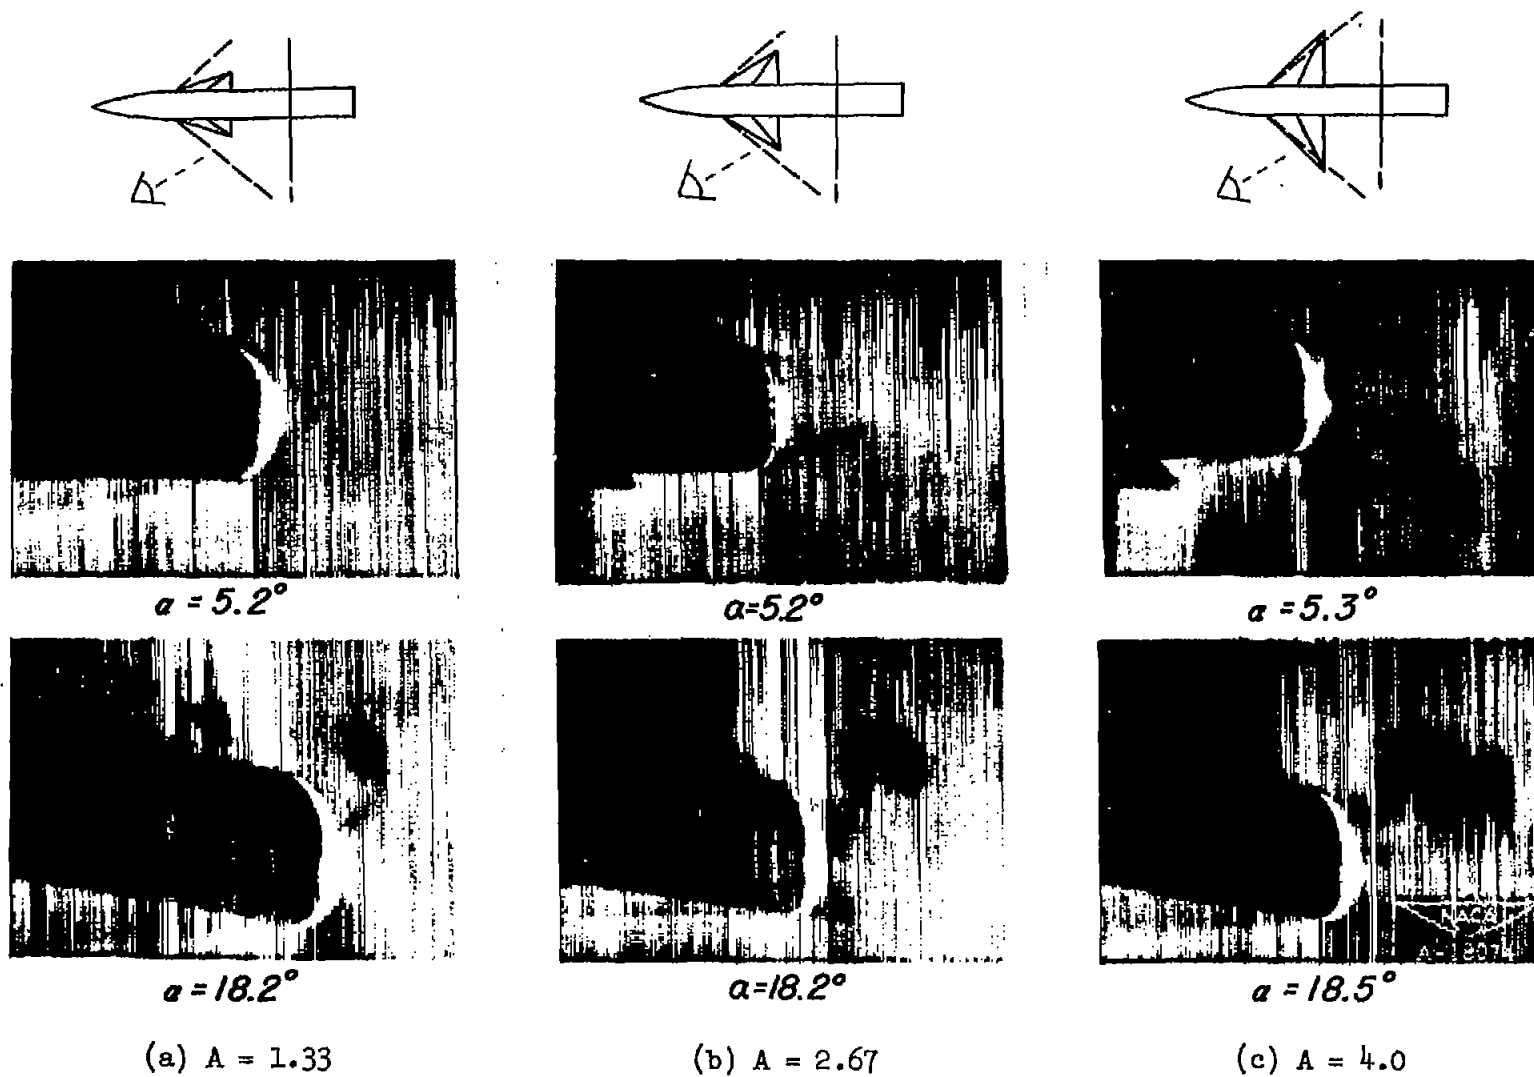 α = 5.2°
α=5.2°
α = 5.3°
NACA
α = 18.2°
α=18.2°
α = 18.5°
(a) A = 1.33
(b) A = 2.67
(c) A = 4.0